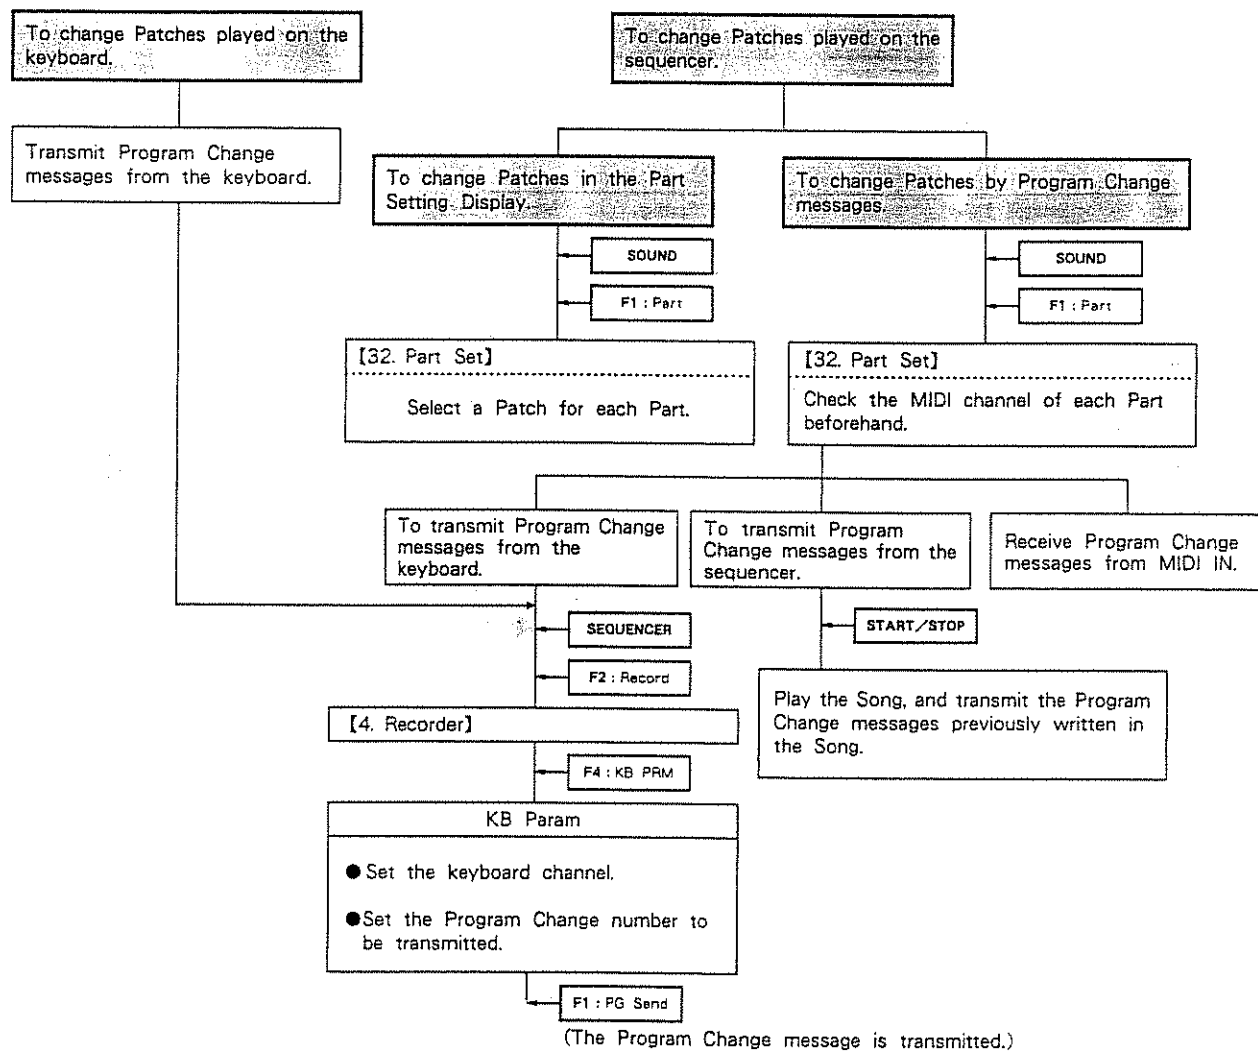 To change Patches played on the
keyboard.
To change Patches played on the
sequencer.
Transmit Program Change
messages from the keyboard.
To change Patches in the Part
Setting Display.
To change Patches by Program Change
messages.
SOUND
F1 : Part
SOUND
F1 : Part
【32. Part Set】
Select a Patch for each Part.
【32. Part Set】
Check the MIDI channel of each Part
beforehand.
To transmit Program Change
messages from the
keyboard.
To transmit Program
Change messages from the
sequencer.
Receive Program Change
messages from MIDI IN.
SEQUENCER
F2 : Record
START/STOP
【4. Recorder】
Play the Song, and transmit the Program
Change messages previously written in
the Song.
F4 : KB PRM
KB Param
●Set the keyboard channel.
●Set the Program Change number to
be transmitted.
F1 : PG Send
(The Program Change message is transmitted.)